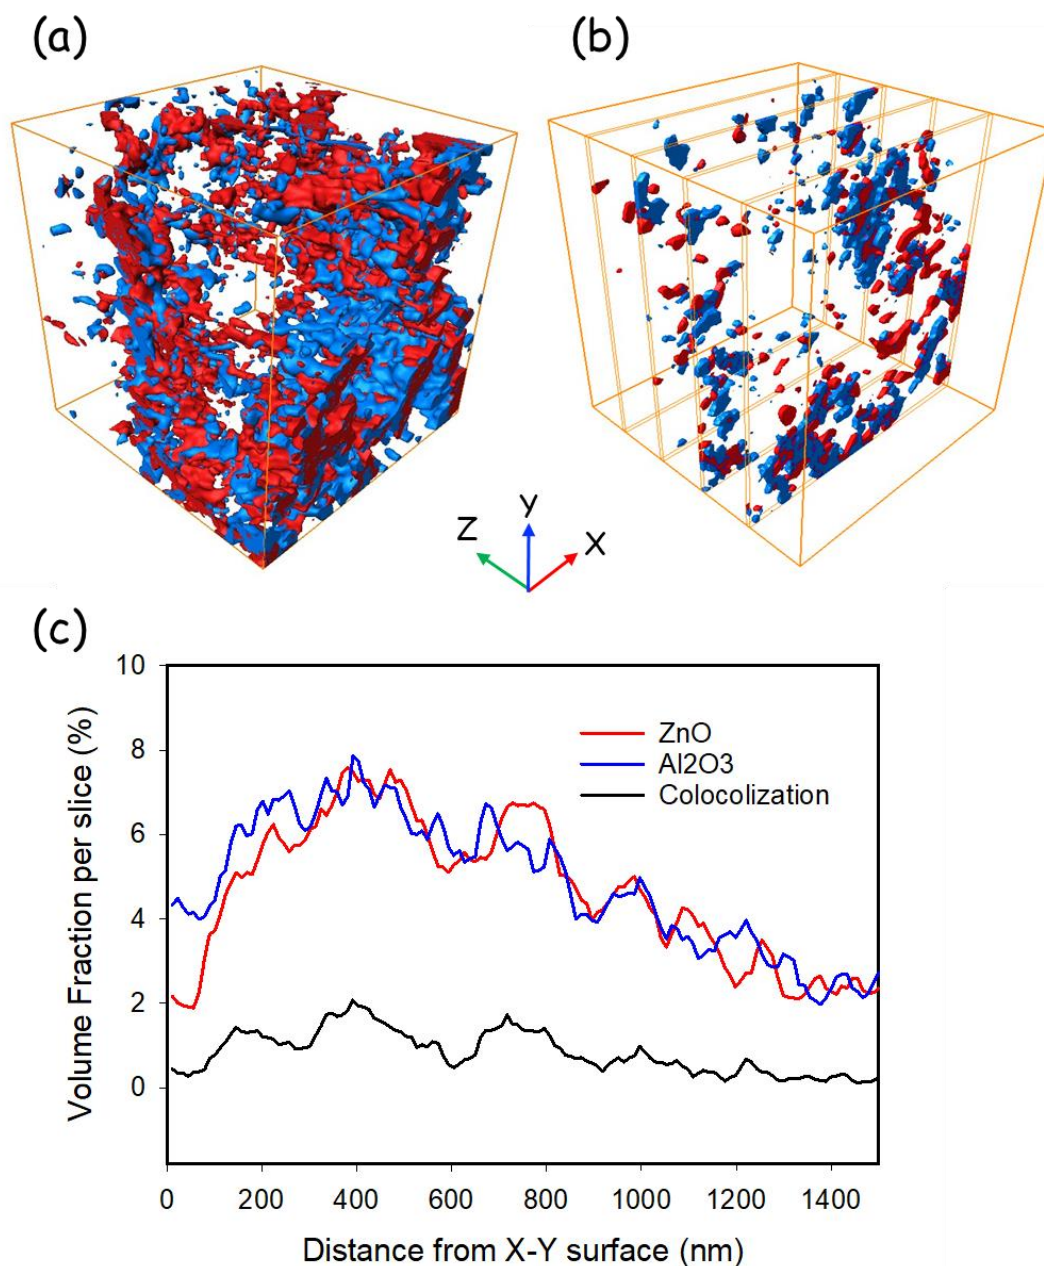 (a)
(b)
Z
y
X
(c)
Volume Fraction per slice (%)
10
8
6
4
2
0
ZnO
Al2O3
Colocolization
0 200 400 600 800 1000 1200 1400
Distance from X-Y surface (nm)